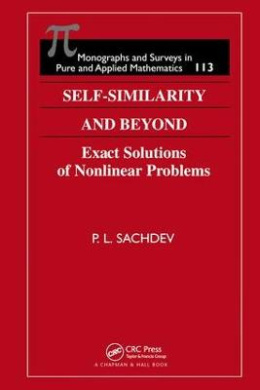 π
Monographs and Surveys in
Pure and Applied Mathematics 113
SELF-SIMILARITY
AND BEYOND
Exact Solutions
of Nonlinear Problems
P. L. SACHDEV
CRC Press
Taylor & Francis Group
A CHAPMAN & HALL BOOK